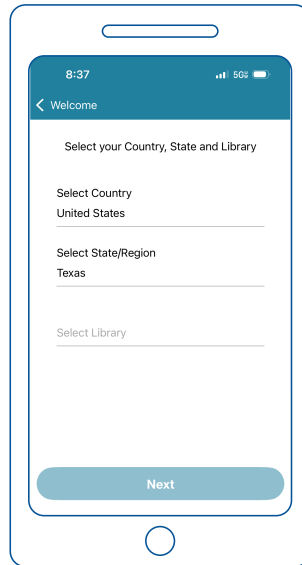 8:37
5G
Welcome
Select your Country, State and Library
Select Country
United States
Select State/Region
Texas
Select Library
Next